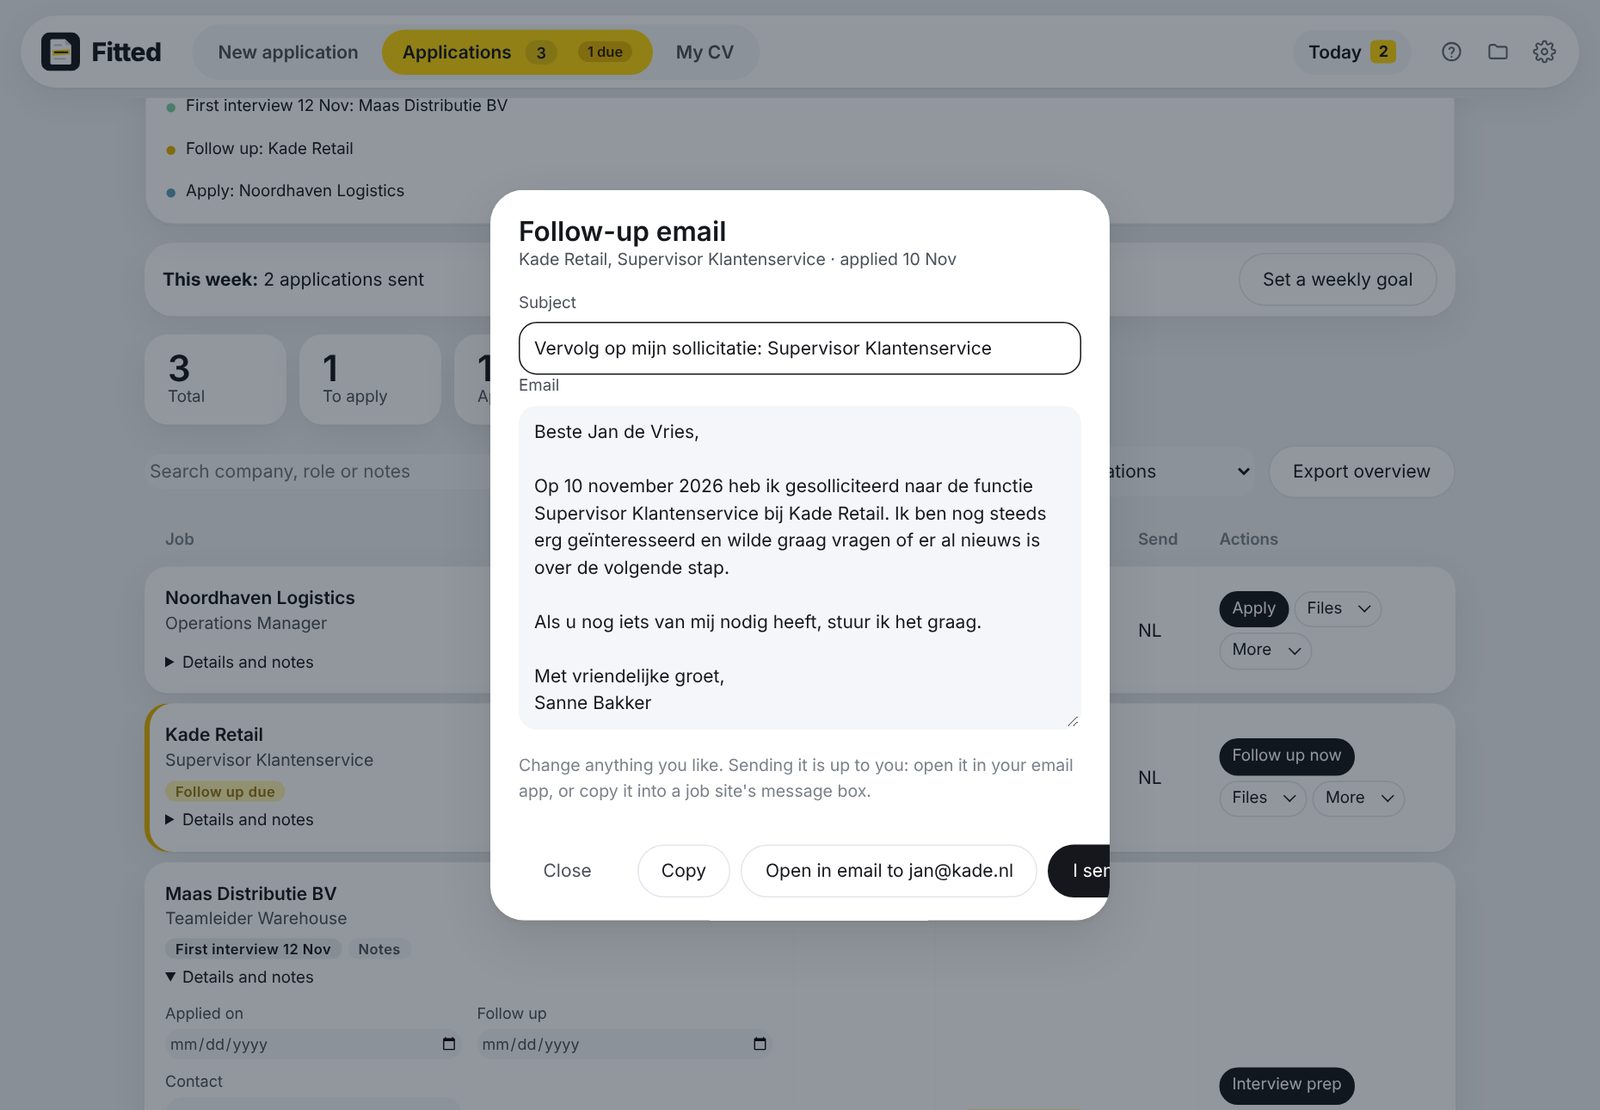 Fitted
New application
Applications 3 1 due
My CV
Today 2
First interview 12 Nov: Maas Distributie BV
Follow up: Kade Retail
Apply: Noordhaven Logistics
This week: 2 applications sent
Set a weekly goal
3
Total
1
To apply
1
Search company, role or notes
Export overview
Job
Send
Actions
Noordhaven Logistics
Operations Manager
Details and notes
NL
Apply
Files
More
Kade Retail
Supervisor Klantenservice
Follow up due
Details and notes
NL
Follow up now
Files
More
Maas Distributie BV
Teamleider Warehouse
First interview 12 Nov
Notes
Details and notes
Applied on
Follow up
mm/dd/yyyy
mm/dd/yyyy
Contact
Interview prep
Follow-up email
Kade Retail, Supervisor Klantenservice · applied 10 Nov
Subject
Vervolg op mijn sollicitatie: Supervisor Klantenservice
Email
Beste Jan de Vries,
Op 10 november 2026 heb ik gesolliciteerd naar de functie
Supervisor Klantenservice bij Kade Retail. Ik ben nog steeds
erg geïnteresseerd en wilde graag vragen of er al nieuws is
over de volgende stap.
Als u nog iets van mij nodig heeft, stuur ik het graag.
Met vriendelijke groet,
Sanne Bakker
Change anything you like. Sending it is up to you: open it in your email
app, or copy it into a job site's message box.
Close
Copy
Open in email to jan@kade.nl
I